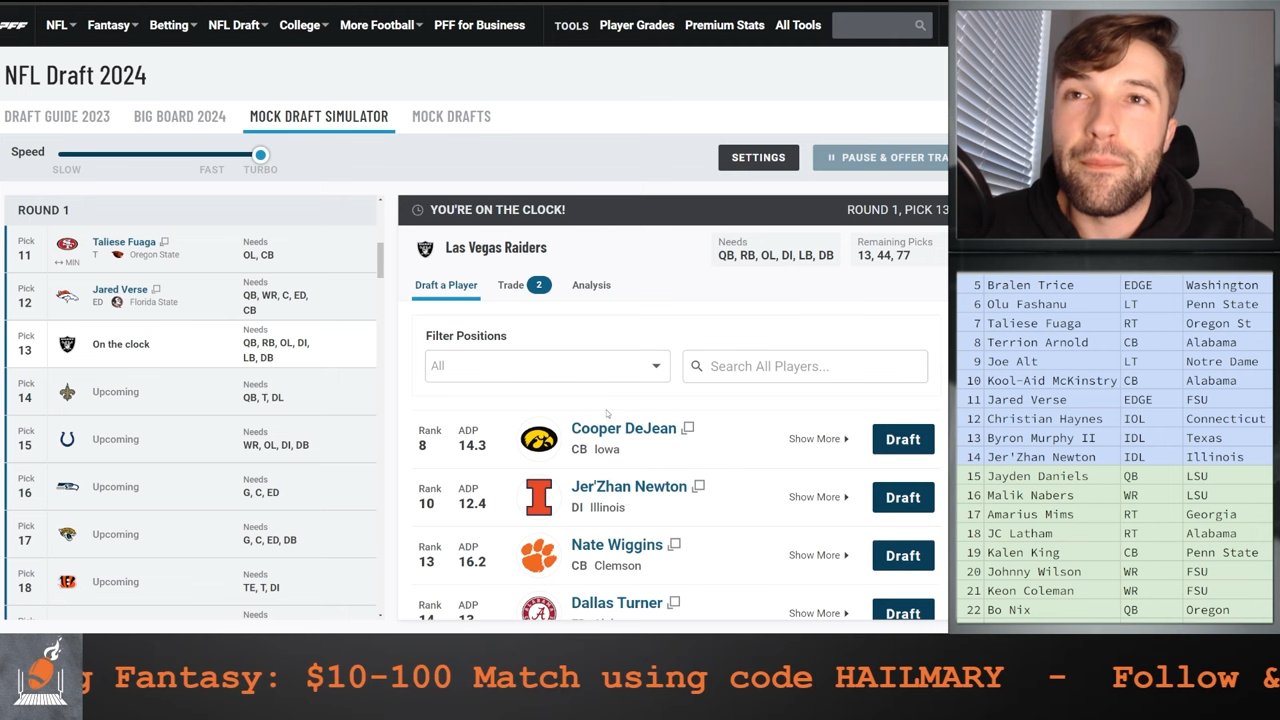 PFF NFL Fantasy Betting NFL Draft College More Football PFF for Business TOOLS Player Grades Premium Stats All Tools
NFL Draft 2024
DRAFT GUIDE 2023 BIG BOARD 2024 MOCK DRAFT SIMULATOR MOCK DRAFTS
Speed
SLOW FAST TURBO
SETTINGS
PAUSE & OFFER TRA
ROUND 1
Pick 11
MIN
Taliese Fuaga
T Oregon State
Needs
OL, CB
Pick 12
Jared Verse
ED Florida State
Needs
QB, WR, C, ED,
CB
Pick 13
On the clock
Needs
QB, RB, OL, DI,
LB, DB
Pick 14
Upcoming
Needs
QB, T, DL
Pick 15
Upcoming
Needs
WR, OL, DI, DB
Pick 16
Upcoming
Needs
G, C, ED
Pick 17
Upcoming
Needs
G, C, ED, DB
Pick 18
Upcoming
Needs
TE, T, DI
Pick
Needs
YOU'RE ON THE CLOCK!
ROUND 1, PICK 13
Las Vegas Raiders
Needs
QB, RB, OL, DI, LB, DB
Remaining Picks
13, 44, 77
Draft a Player Trade 2 Analysis
Filter Positions
All
Search All Players...
Rank 8
ADP 14.3
Cooper DeJean
CB Iowa
Show More
Draft
Rank 10
ADP 12.4
Jer'Zhan Newton
DI Illinois
Show More
Draft
Rank 13
ADP 16.2
Nate Wiggins
CB Clemson
Show More
Draft
Rank 14
ADP 13
Dallas Turner
Show More
Draft
5 Bralen Trice EDGE Washington
6 Olu Fashanu LT Penn State
7 Taliese Fuaga RT Oregon St
8 Terrion Arnold CB Alabama
9 Joe Alt LT Notre Dame
10 Kool-Aid McKinstry CB Alabama
11 Jared Verse EDGE FSU
12 Christian Haynes IOL Connecticut
13 Byron Murphy II IDL Texas
14 Jer'Zhan Newton IDL Illinois
15 Jayden Daniels QB LSU
16 Malik Nabers WR LSU
17 Amarius Mims RT Georgia
18 JC Latham RT Alabama
19 Kalen King CB Penn State
20 Johnny Wilson WR FSU
21 Keon Coleman WR FSU
22 Bo Nix QB Oregon
g Fantasy: $10-100 Match using code HAILMARY - Follow &